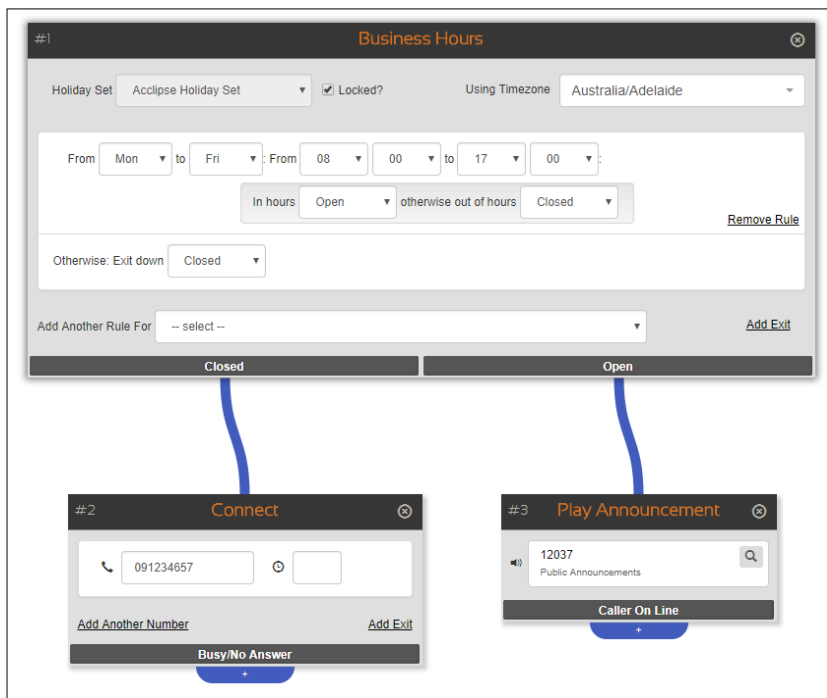 #1 Business Hours
Holiday Set Acclipse Holiday Set Locked? Using Timezone Australia/Adelaide
From Mon to Fri : From 08 00 to 17 00 :
In hours Open otherwise out of hours Closed
Remove Rule
Otherwise: Exit down Closed
Add Another Rule For -- select -- Add Exit
Closed Open
#2 Connect
091234657
Add Another Number Add Exit
Busy/No Answer
+
#3 Play Announcement
12037
Public Announcements
Caller On Line
+